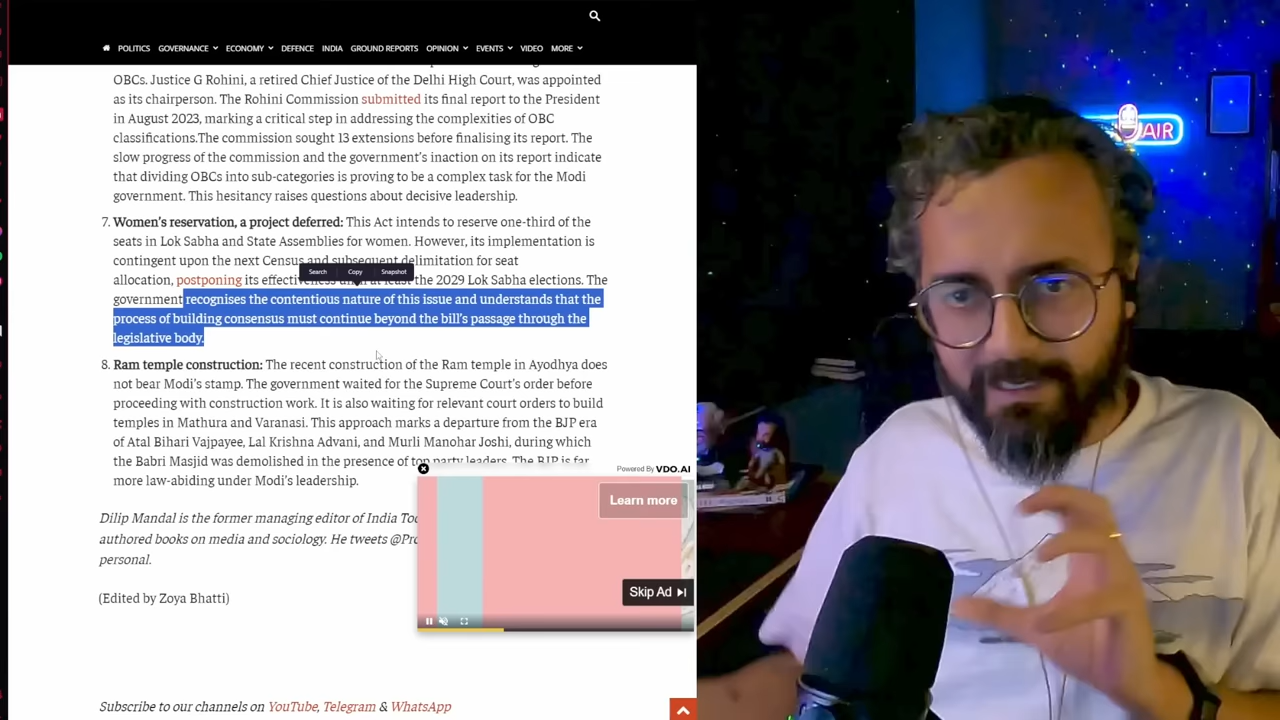 POLITICS GOVERNANCE ECONOMY DEFENCE INDIA GROUND REPORTS OPINION EVENTS VIDEO MORE
OBCs. Justice G Rohini, a retired Chief Justice of the Delhi High Court, was appointed
as its chairperson. The Rohini Commission submitted its final report to the President
in August 2023, marking a critical step in addressing the complexities of OBC
classifications.The commission sought 13 extensions before finalising its report. The
slow progress of the commission and the government's inaction on its report indicate
that dividing OBCs into sub-categories is proving to be a complex task for the Modi
government. This hesitancy raises questions about decisive leadership.
7. Women's reservation, a project deferred: This Act intends to reserve one-third of the
seats in Lok Sabha and State Assemblies for women. However, its implementation is
contingent upon the next Census and subsequent delimitation for seat
Search Copy Snapshot
allocation, postponing its the 2029 Lok Sabha elections. The
government recognises the contentious nature of this issue and understands that the
process of building consensus must continue beyond the bill's passage through the
legislative body.
8. Ram temple construction: The recent construction of the Ram temple in Ayodhya does
not bear Modi's stamp. The government waited for the Supreme Court's order before
proceeding with construction work. It is also waiting for relevant court orders to build
temples in Mathura and Varanasi. This approach marks a departure from the BJP era
of Atal Bihari Vajpayee, Lal Krishna Advani, and Murli Manohar Joshi, during which
the Babri Masjid was demolished in the presence of top party leaders. The BJP is far
more law-abiding under Modi's leadership.
Powered By VDO.AI
Learn more
Skip Ad
Dilip Mandal is the former managing editor of India
authored books on media and sociology. He tweets
personal.
(Edited by Zoya Bhatti)
Subscribe to our channels on YouTube, Telegram & WhatsApp
AIR